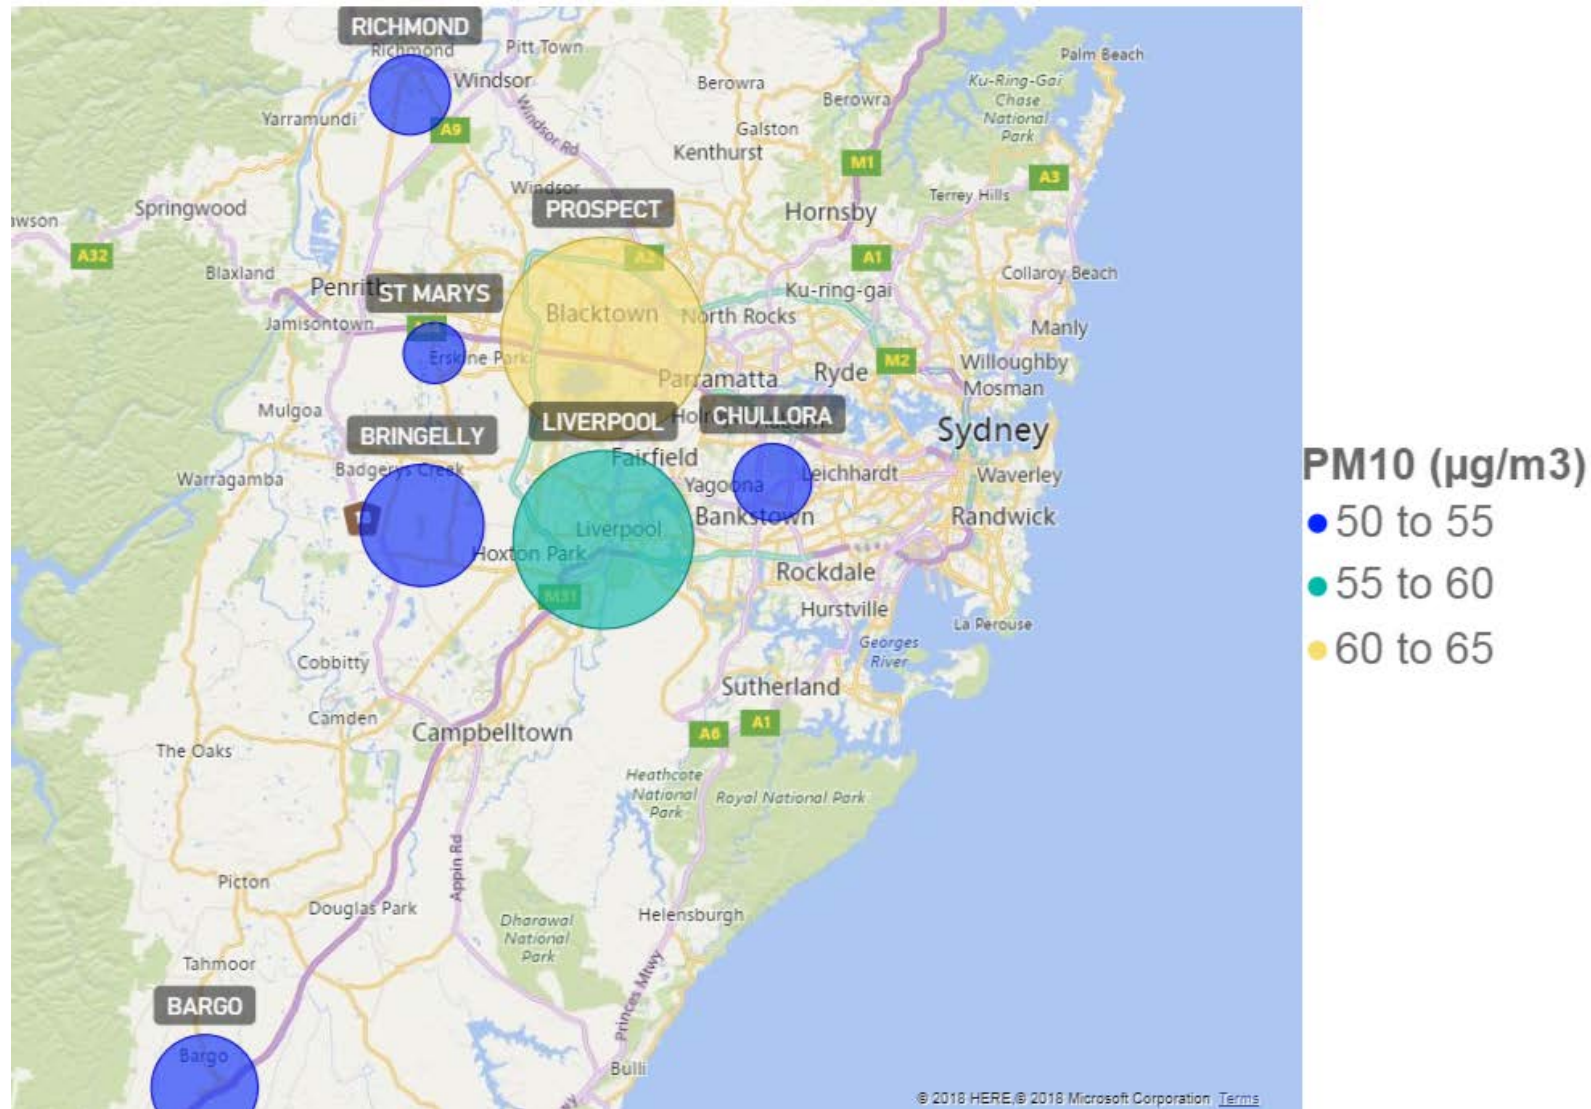 RICHMOND
Richmond
Pitt Town
Palm Beach
Windsor
Berowra
Ku-Ring-Gai
Chase
National
Park
Berowra
Yarramundi
A9
Windsor Rd
Galston
Kenthurst
M1
A3
Windsor
Terrey Hills
Springwood
PROSPECT
Hornsby
awson
A32
A2
A1
Blaxland
Collaroy Beach
Penrith
ST MARYS
Ku-ring-gai
Blacktown
North Rocks
Jamisontown
Manly
Erskine Park
M2
Willoughby
Parramatta
Ryde
Mosman
Mulgoa
LIVERPOOL
CHULLORA
BRINGELLY
Sydney
Fairfield
Badgerys Creek
Leichhardt
Waverley
Warragamba
Yagoona
PM10 (µg/m3)
50 to 55
55 to 60
60 to 65
Bankstown
Randwick
Liverpool
Hoxton Park
Rockdale
M31
Hurstville
La Perouse
Georges
River
Cobbitty
Sutherland
Camden
A6
A1
Campbelltown
The Oaks
Heathcote
National
Park
Royal National Park
Appin Rd
Picton
Douglas Park
Dharawal
National
Park
Helensburgh
Tahmoor
Princes Mtwy
BARGO
Bargo
Bulli
© 2018 HERE,© 2018 Microsoft Corporation Terms